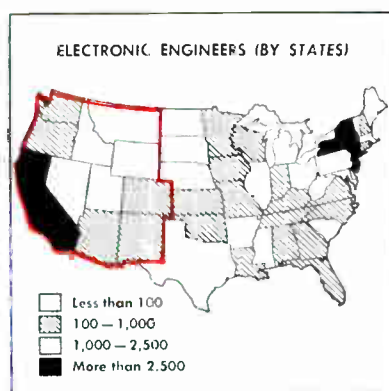 ELECTRONIC ENGINEERS (BY STATES)
Less than 100
100 — 1,000
1,000 — 2,500
More than 2.500